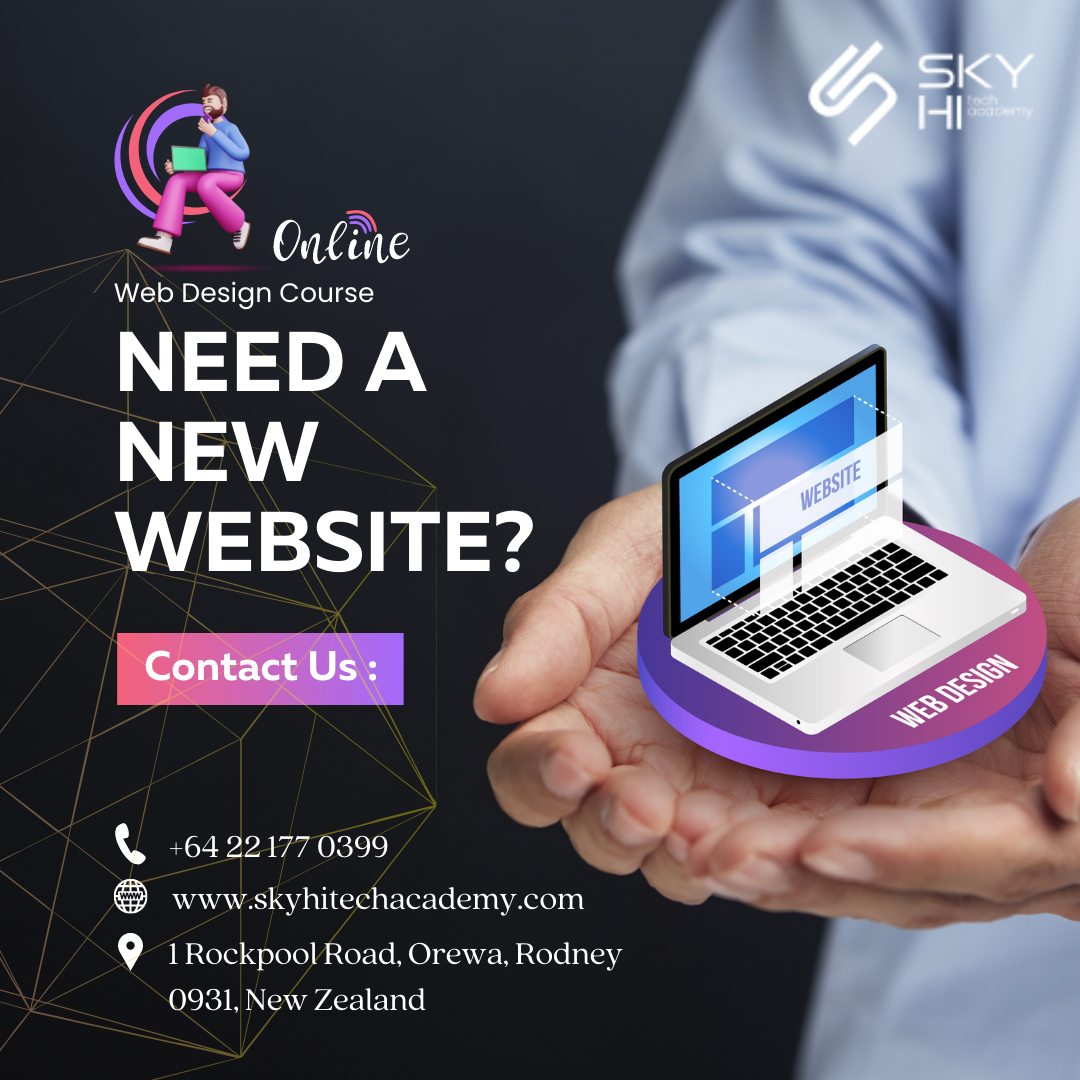 SKY
HI tech academy
Online
Web Design Course
NEED A
NEW
WEBSITE?
WEBSITE
WEB DESIGN
Contact Us :
+64 22 177 0399
www.skyhitechacademy.com
1 Rockpool Road, Orewa, Rodney
0931, New Zealand